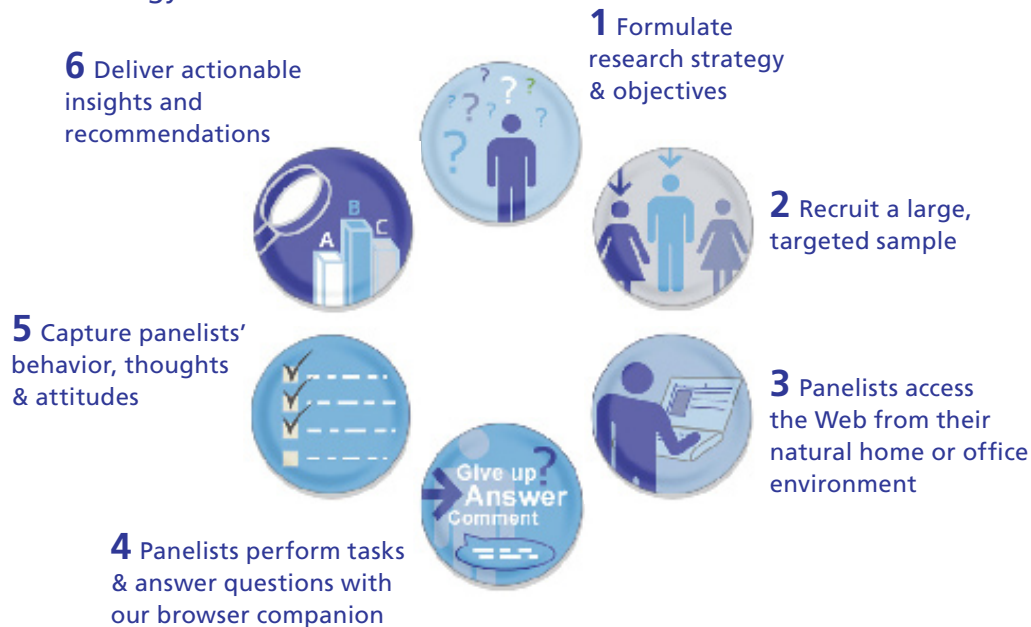 1 Formulate
research strategy
& objectives
2 Recruit a large,
targeted sample
3 Panelists access
the Web from their
natural home or office
environment
4 Panelists perform tasks
& answer questions with
our browser companion
5 Capture panelists'
behavior, thoughts
& attitudes
6 Deliver actionable
insights and
recommendations
? ? ? ? ? ? ? ?
A
B
C
Give up ?
Answer
Comment